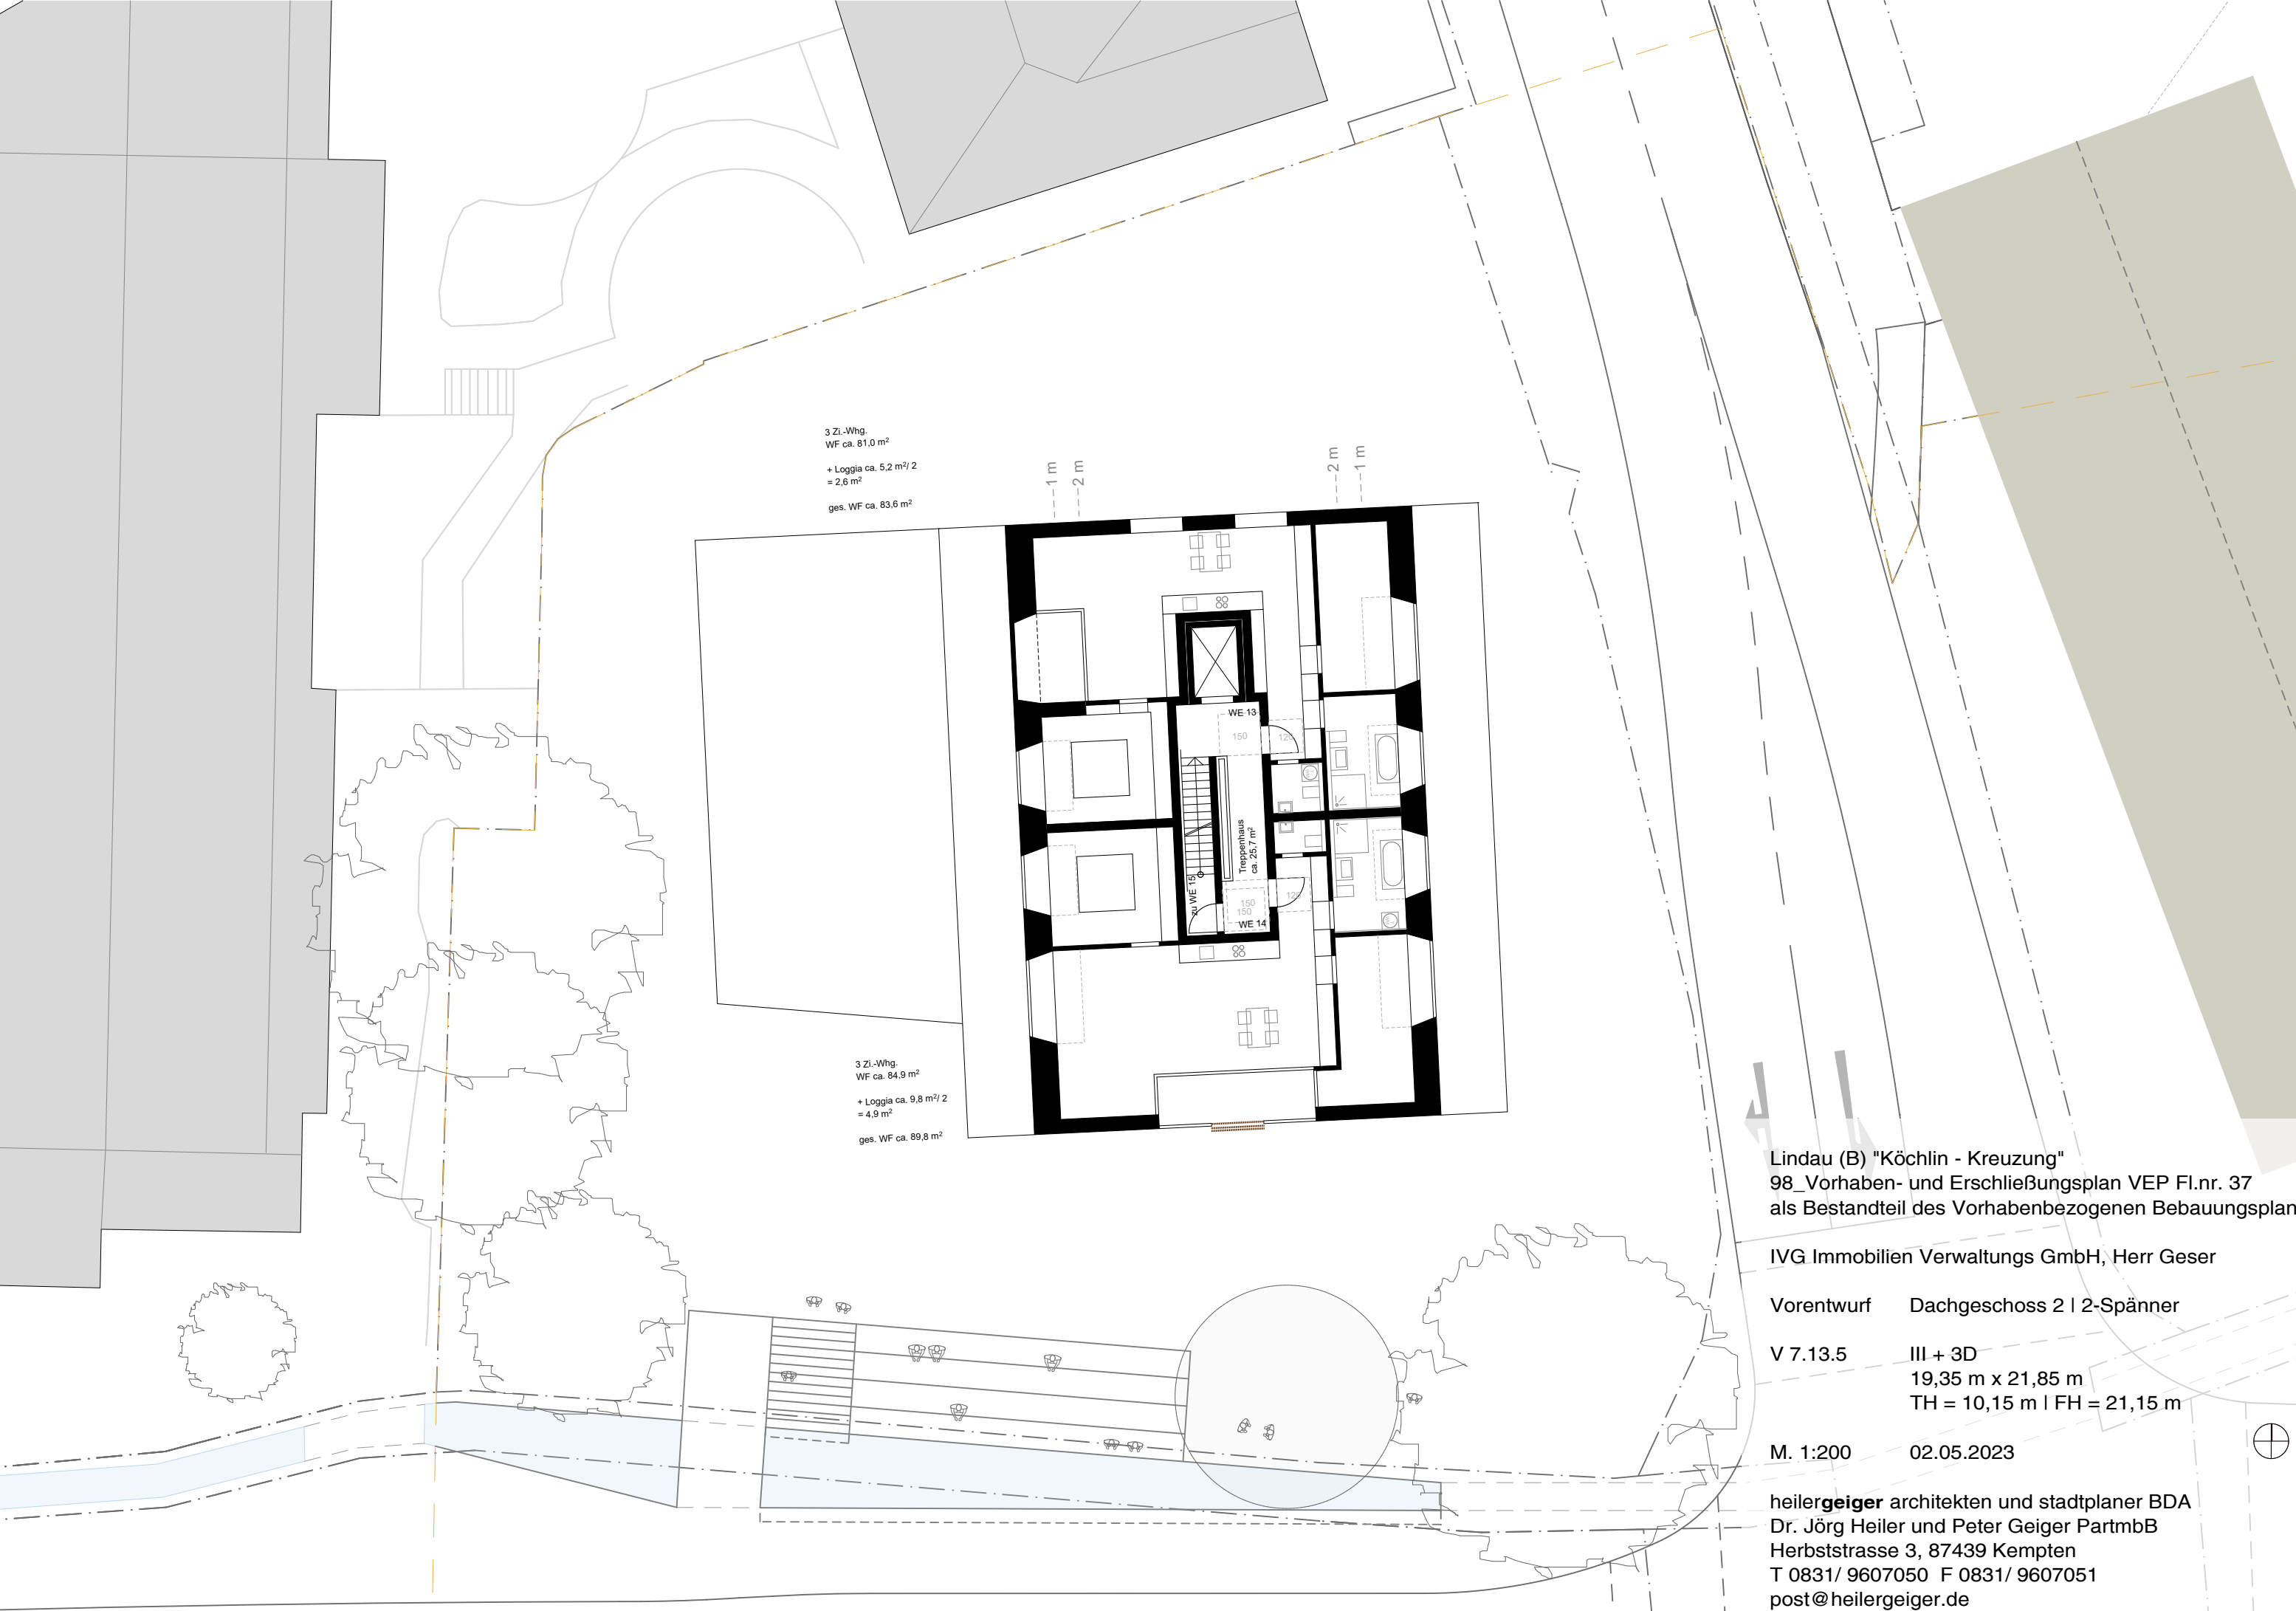 3 Zi.-Whg.
WF ca. 81,0 m²
+ Loggia ca. 5,2 m²/ 2
= 2,6 m²
ges. WF ca. 83,6 m²
1 m
2 m
2 m
1 m
WE 13
150
120
Treppenhaus
ca. 25,7 m²
zu WE 15
150
150
120
WE 14
3 Zi.-Whg.
WF ca. 84,9 m²
+ Loggia ca. 9,8 m²/ 2
= 4,9 m²
ges. WF ca. 89,8 m²
Lindau (B) "Köchlin - Kreuzung"
98_Vorhaben- und Erschließungsplan VEP Fl.nr. 37
als Bestandteil des Vorhabenbezogenen Bebauungsplan
IVG Immobilien Verwaltungs GmbH, Herr Geser
Vorentwurf Dachgeschoss 2 | 2-Spänner
V 7.13.5 III + 3D
19,35 m x 21,85 m
TH = 10,15 m | FH = 21,15 m
M. 1:200 02.05.2023
heilergeiger architekten und stadtplaner BDA
Dr. Jörg Heiler und Peter Geiger PartmbB
Herbststrasse 3, 87439 Kempten
T 0831/ 9607050 F 0831/ 9607051
post@heilergeiger.de